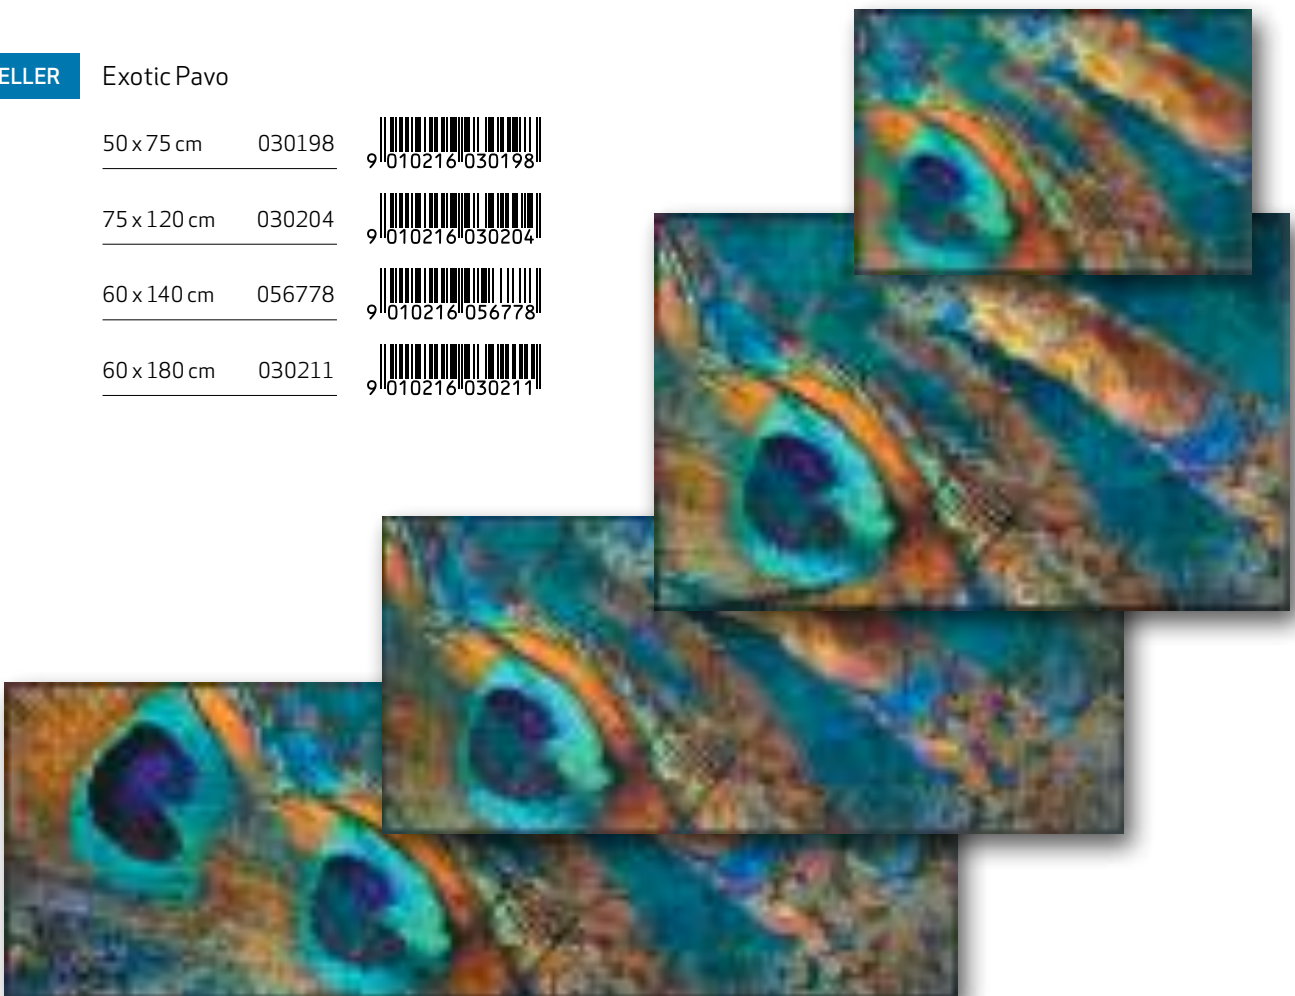 ELLER Exotic Pavo
50 x 75 cm 030198
9 010216 030198
75 x 120 cm 030204
9 010216 030204
60 x 140 cm 056778
9 010216 056778
60 x 180 cm 030211
9 010216 030211